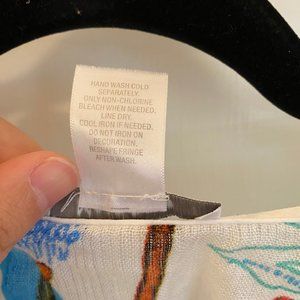 HAND WASH COLD
SEPARATELY.
ONLY NON-CHLORINE
BLEACH WHEN NEEDED.
LINE DRY.
COOL IRON IF NEEDED.
DO NOT IRON ON
DECORATION.
RESHAPE FRINGE
AFTER WASH.